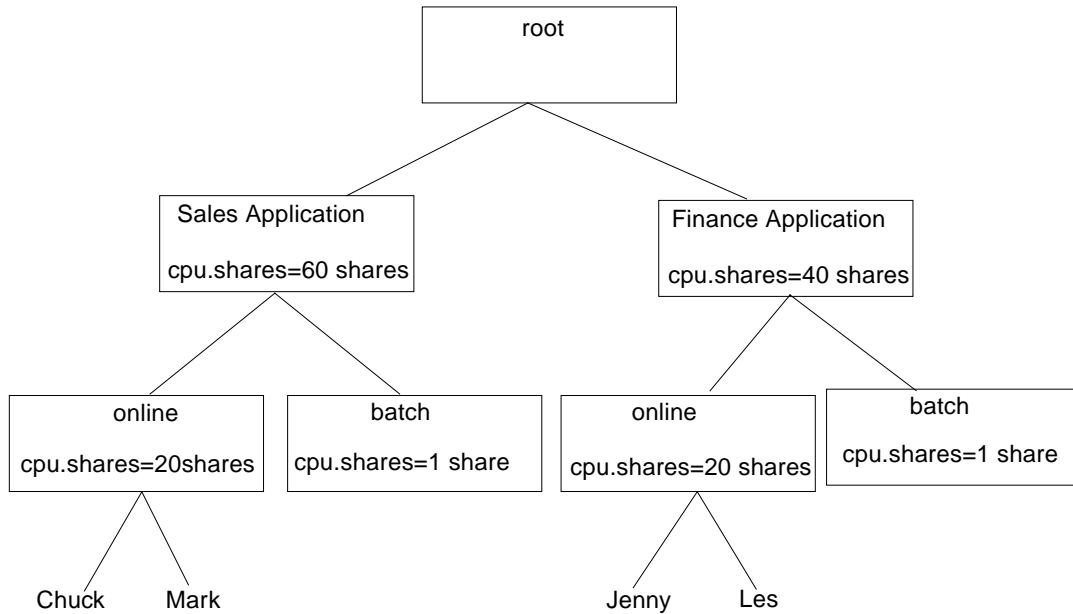 root
Sales Application
cpu.shares=60 shares
Finance Application
cpu.shares=40 shares
online
cpu.shares=20shares
batch
cpu.shares=1 share
online
cpu.shares=20 shares
batch
cpu.shares=1 share
Chuck
Mark
Jenny
Les